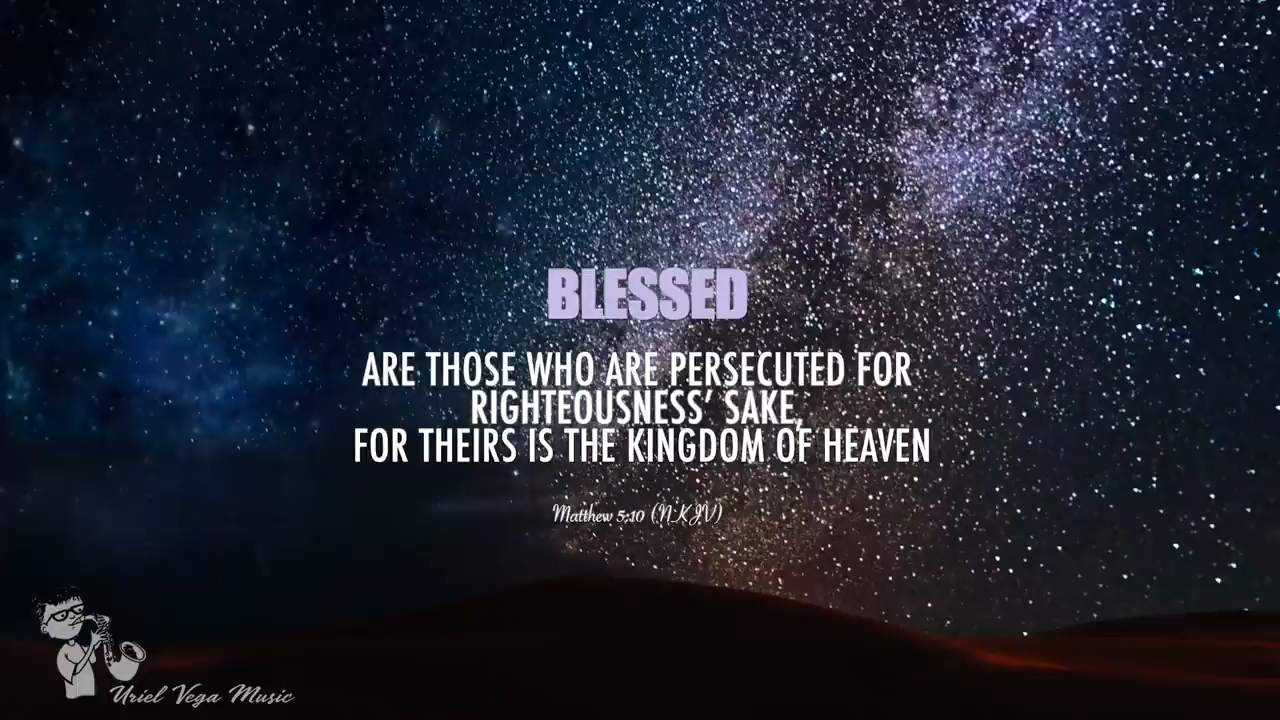 BLESSED
ARE THOSE WHO ARE PERSECUTED FOR
RIGHTEOUSNESS’ SAKE,
FOR THEIRS IS THE KINGDOM OF HEAVEN
Matthew 5:10 (NKJV)
Uriel Vega Music